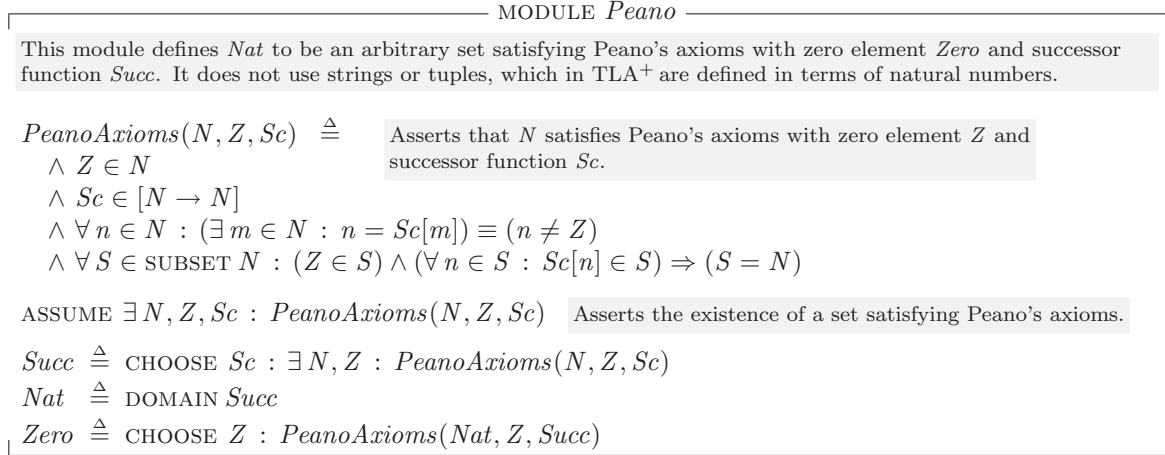 MODULE Peano
This module defines Nat to be an arbitrary set satisfying Peano's axioms with zero element Zero and successor
function Succ. It does not use strings or tuples, which in TLA⁺ are defined in terms of natural numbers.
PeanoAxioms(N, Z, Sc) ≜ Asserts that N satisfies Peano's axioms with zero element Z and
successor function Sc.
∧ Z ∈ N
∧ Sc ∈ [N → N]
∧ ∀ n ∈ N : (∃ m ∈ N : n = Sc[m]) ≡ (n ≠ Z)
∧ ∀ S ∈ SUBSET N : (Z ∈ S) ∧ (∀ n ∈ S : Sc[n] ∈ S) ⇒ (S = N)
ASSUME ∃ N, Z, Sc : PeanoAxioms(N, Z, Sc) Asserts the existence of a set satisfying Peano's axioms.
Succ ≜ CHOOSE Sc : ∃ N, Z : PeanoAxioms(N, Z, Sc)
Nat ≜ DOMAIN Succ
Zero ≜ CHOOSE Z : PeanoAxioms(Nat, Z, Succ)